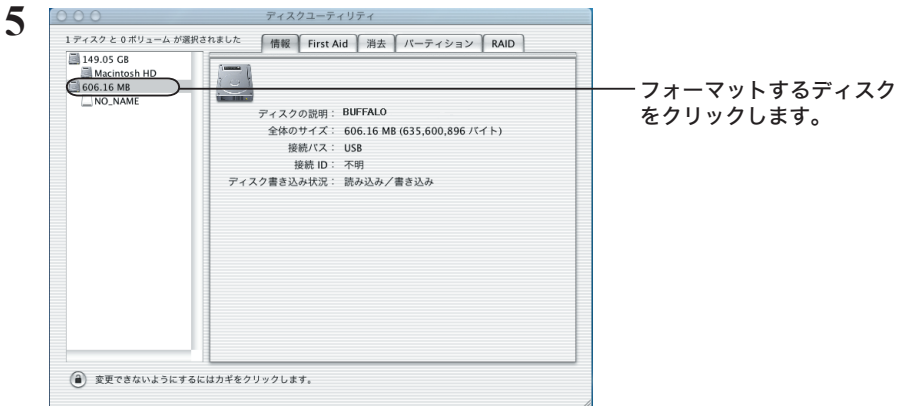 5
ディスクユーティリティ
1 ディスク と 0 ボリューム が選択されました
情報 First Aid 消去 パーティション RAID
149.05 GB
Macintosh HD
606.16 MB
NO_NAME
ディスクの説明： BUFFALO
全体のサイズ： 606.16 MB (635,600,896 バイト)
接続バス： USB
接続 ID： 不明
ディスク書き込み状況： 読み込み／書き込み
フォーマットするディスク
をクリックします。
変更できないようにするにはカギをクリックします。